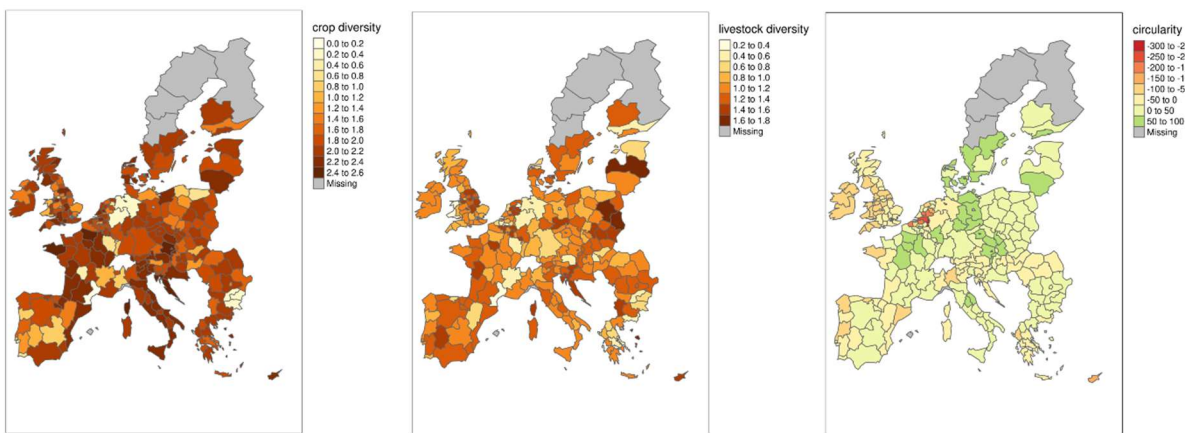 crop diversity
0.0 to 0.2
0.2 to 0.4
0.4 to 0.6
0.6 to 0.8
0.8 to 1.0
1.0 to 1.2
1.2 to 1.4
1.4 to 1.6
1.6 to 1.8
1.8 to 2.0
2.0 to 2.2
2.2 to 2.4
2.4 to 2.6
Missing
livestock diversity
0.2 to 0.4
0.4 to 0.6
0.6 to 0.8
0.8 to 1.0
1.0 to 1.2
1.2 to 1.4
1.4 to 1.6
1.6 to 1.8
Missing
circularity
-300 to -2
-250 to -2
-200 to -1
-150 to -1
-100 to -5
-50 to 0
0 to 50
50 to 100
Missing